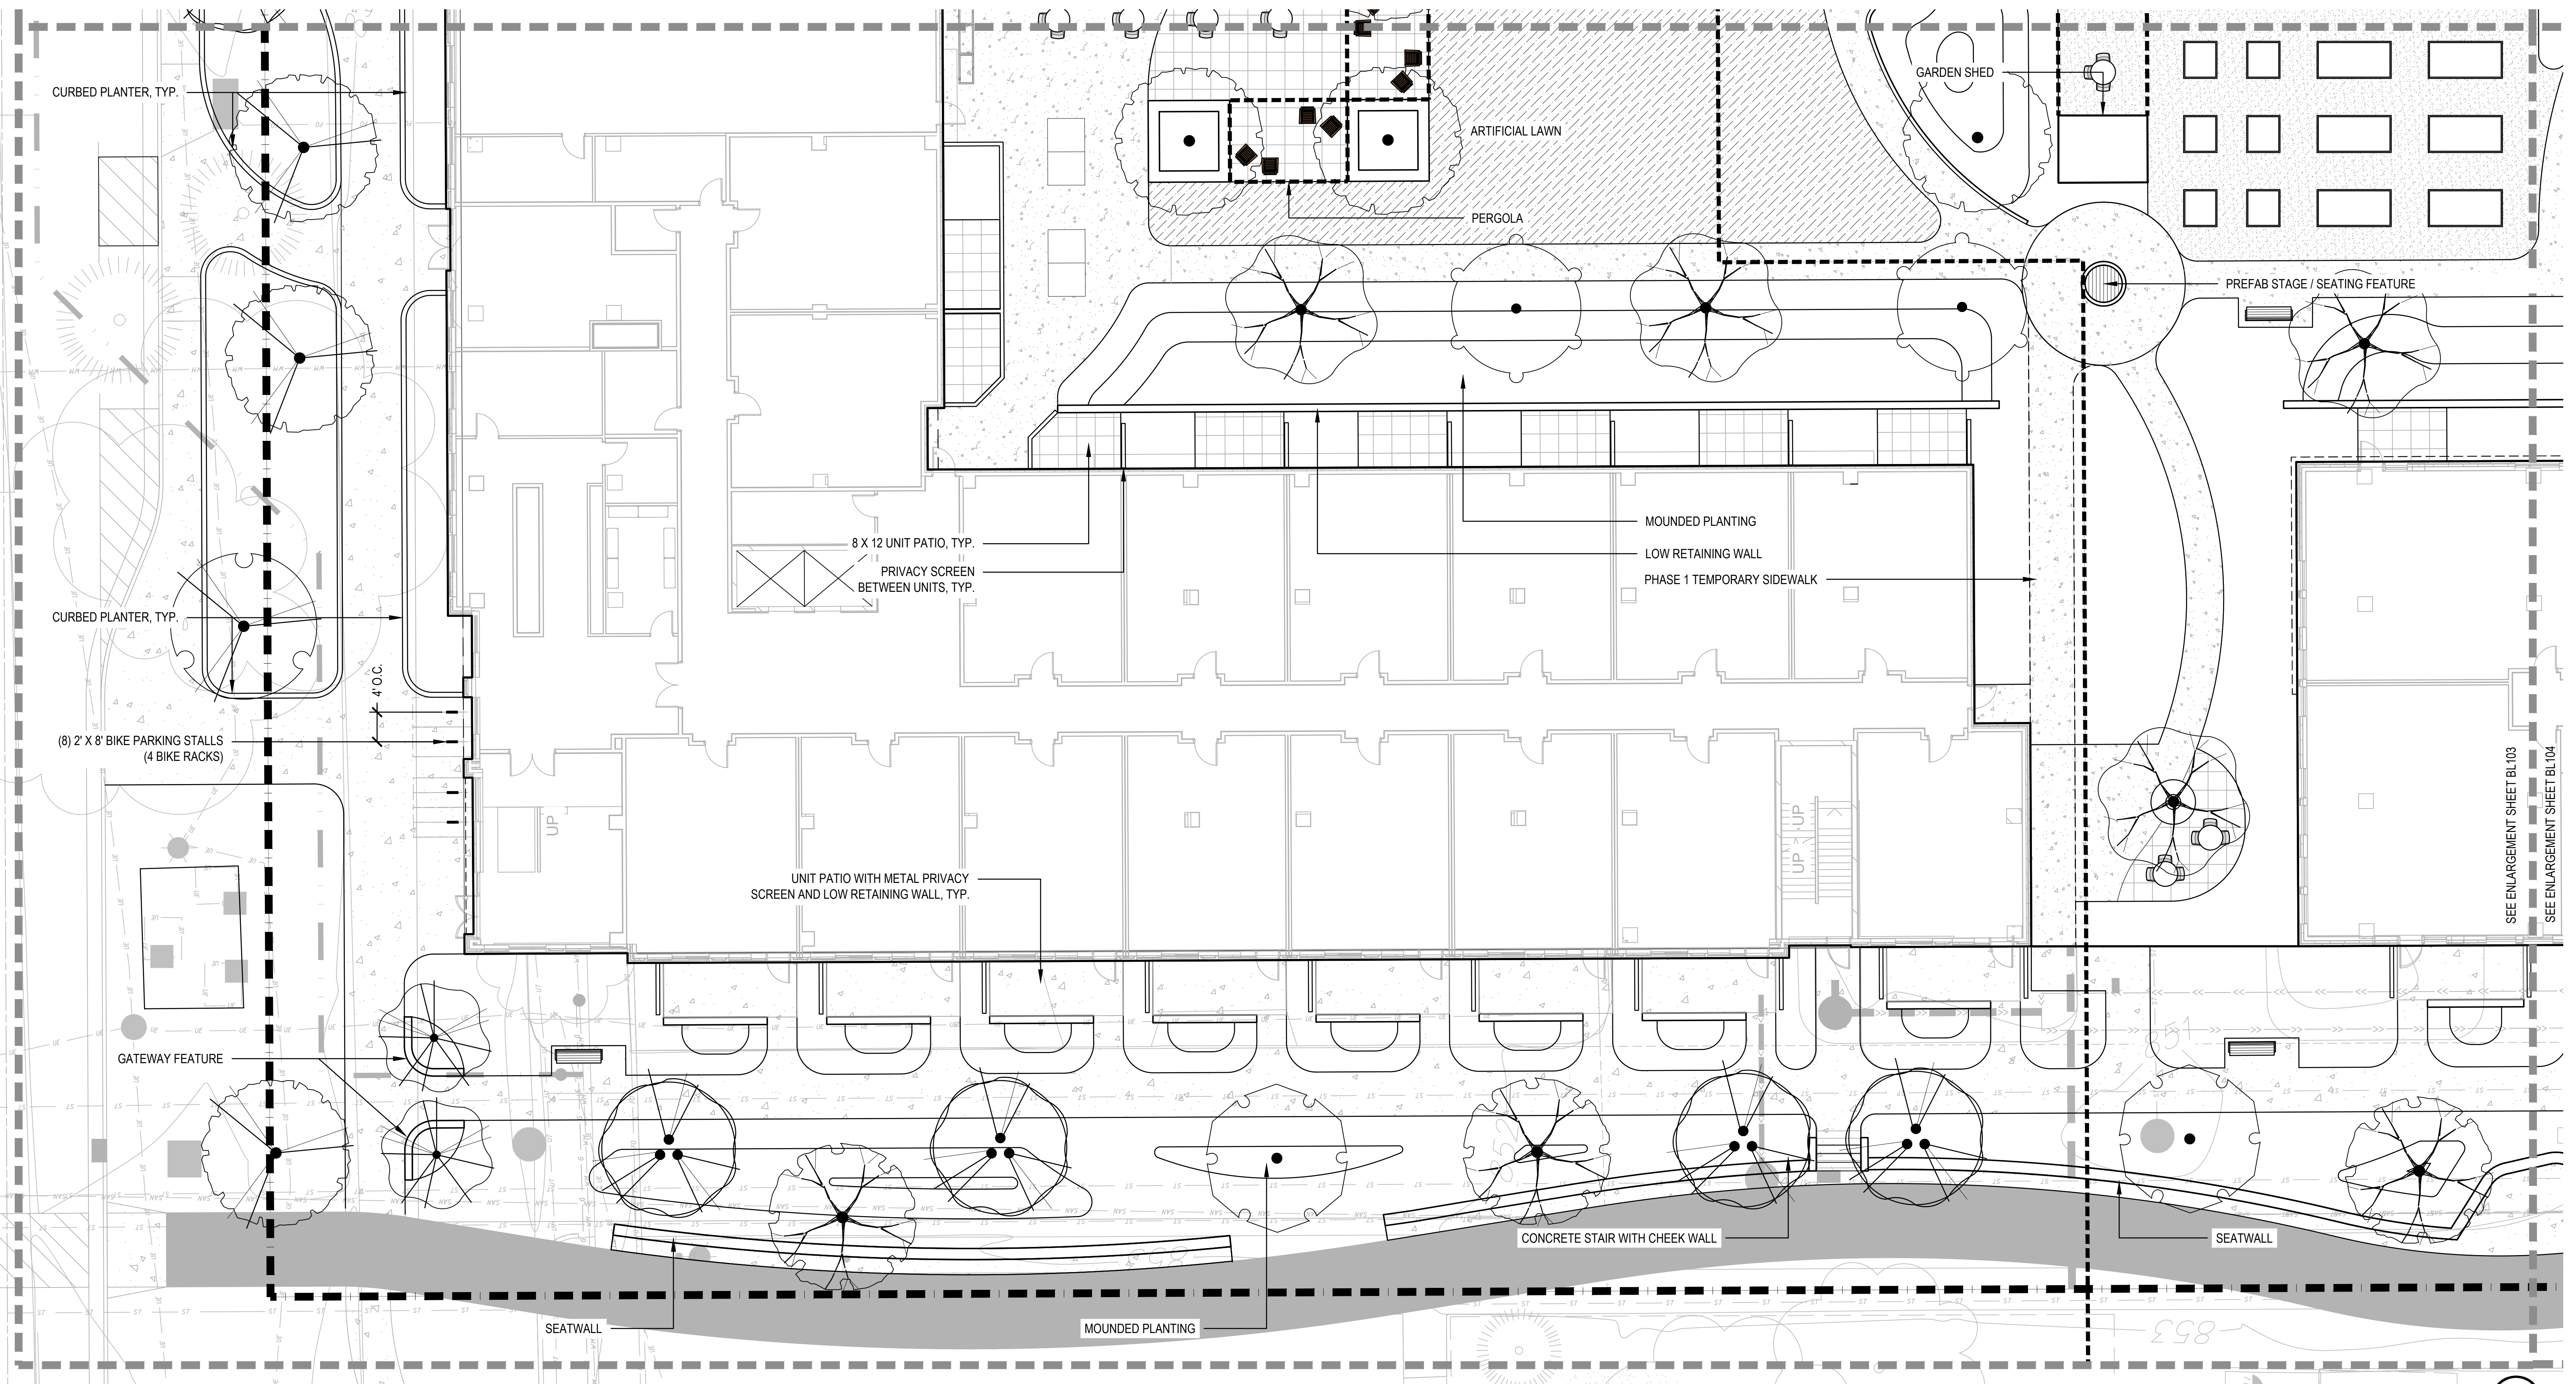 CURBED PLANTER, TYP.
GARDEN SHED
ARTIFICIAL LAWN
PERGOLA
PREFAB STAGE / SEATING FEATURE
8 X 12 UNIT PATIO, TYP.
PRIVACY SCREEN
BETWEEN UNITS, TYP.
MOUNDED PLANTING
LOW RETAINING WALL
PHASE 1 TEMPORARY SIDEWALK
CURBED PLANTER, TYP.
4' O.C.
(8) 2' X 8' BIKE PARKING STALLS
(4 BIKE RACKS)
UP
UP
UP
UNIT PATIO WITH METAL PRIVACY
SCREEN AND LOW RETAINING WALL, TYP.
SEE ENLARGEMENT SHEET BL103
SEE ENLARGEMENT SHEET BL104
GATEWAY FEATURE
851
852
853
CONCRETE STAIR WITH CHEEK WALL
SEATWALL
SEATWALL
MOUNDED PLANTING
853